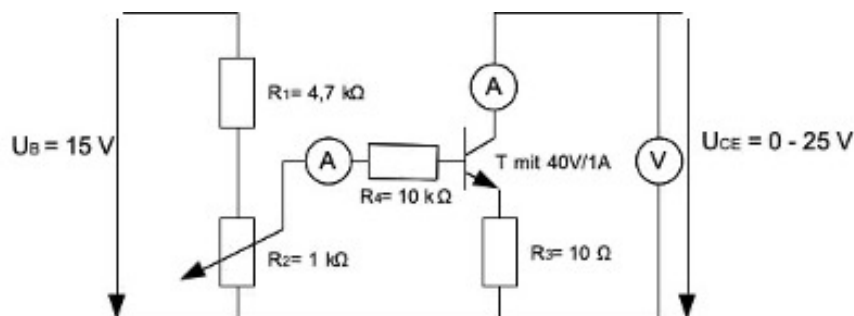 A
R1= 4,7 kΩ
UB = 15 V
A
T mit 40V/1A
V
UCE = 0 - 25 V
R4= 10 kΩ
R2= 1 kΩ
R3= 10 Ω